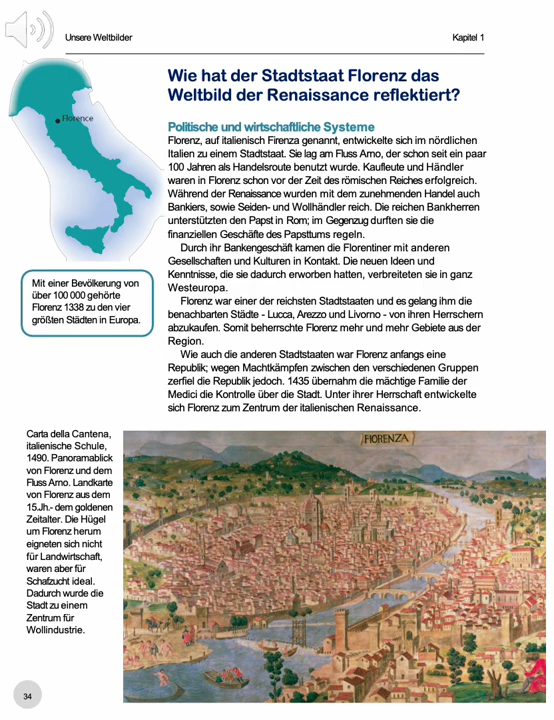 Unsere Weltbilder
Kapitel 1
Florence
Wie hat der Stadtstaat Florenz das
Weltbild der Renaissance reflektiert?
Politische und wirtschaftliche Systeme
Florenz, auf italienisch Firenza genannt, entwickelte sich im nördlichen
Italien zu einem Stadtstaat. Sie lag am Fluss Arno, der schon seit ein paar
100 Jahren als Handelsroute benutzt wurde. Kaufleute und Händler
waren in Florenz schon vor der Zeit des römischen Reiches erfolgreich.
Während der Renaissance wurden mit dem zunehmenden Handel auch
Bankiers, sowie Seiden- und Wollhändler reich. Die reichen Bankherren
unterstützten den Papst in Rom; im Gegenzug durften sie die
finanziellen Geschäfte des Papsttums regeln.
Durch ihr Bankengeschäft kamen die Florentiner mit anderen
Gesellschaften und Kulturen in Kontakt. Die neuen Ideen und
Kenntnisse, die sie dadurch erworben hatten, verbreiteten sie in ganz
Westeuropa.
Florenz war einer der reichsten Stadtstaaten und es gelang ihm die
benachbarten Städte - Lucca, Arezzo und Livorno - von ihren Herrschern
abzukaufen. Somit beherrschte Florenz mehr und mehr Gebiete aus der
Region.
Wie auch die anderen Stadtstaaten war Florenz anfangs eine
Republik; wegen Machtkämpfen zwischen den verschiedenen Gruppen
zerfiel die Republik jedoch. 1435 übernahm die mächtige Familie der
Medici die Kontrolle über die Stadt. Unter ihrer Herrschaft entwickelte
sich Florenz zum Zentrum der italienischen Renaissance.
Mit einer Bevölkerung von
über 100 000 gehörte
Florenz 1338 zu den vier
größten Städten in Europa.
Carta della Cantena,
italienische Schule,
1490. Panoramablick
von Florenz und dem
Fluss Arno. Landkarte
von Florenz aus dem
15.Jh.- dem goldenen
Zeitalter. Die Hügel
um Florenz herum
eigneten sich nicht
für Landwirtschaft,
waren aber für
Schafzucht ideal.
Dadurch wurde die
Stadt zu einem
Zentrum für
Wollindustrie.
FIORENZA
34